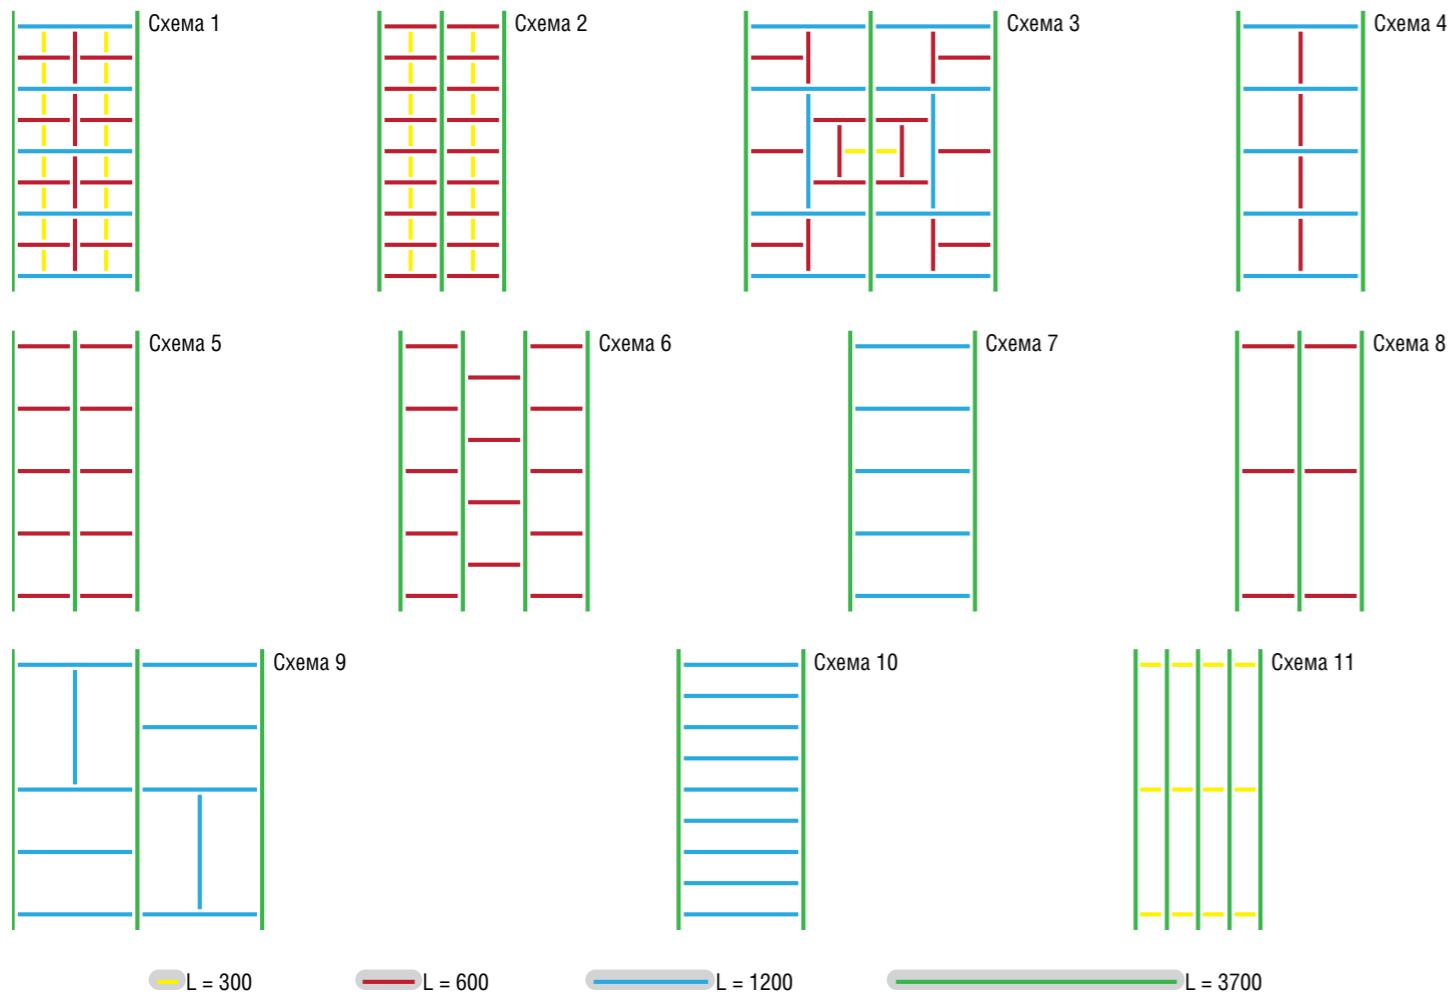 Схема 1
Схема 2
Схема 3
Схема 4
Схема 5
Схема 6
Схема 7
Схема 8
Схема 9
Схема 10
Схема 11
L = 300
L = 600
L = 1200
L = 3700